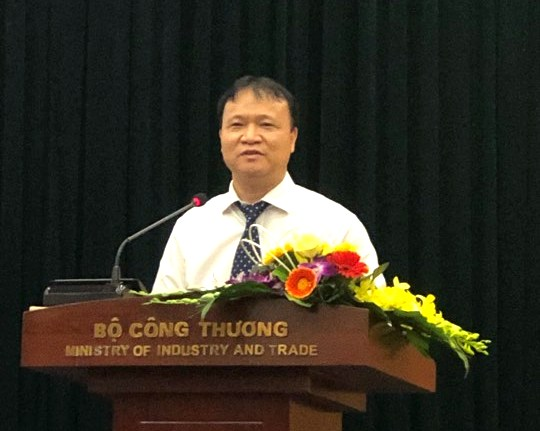 BỘ CÔNG THƯƠNG
MINISTRY OF INDUSTRY AND TRADE